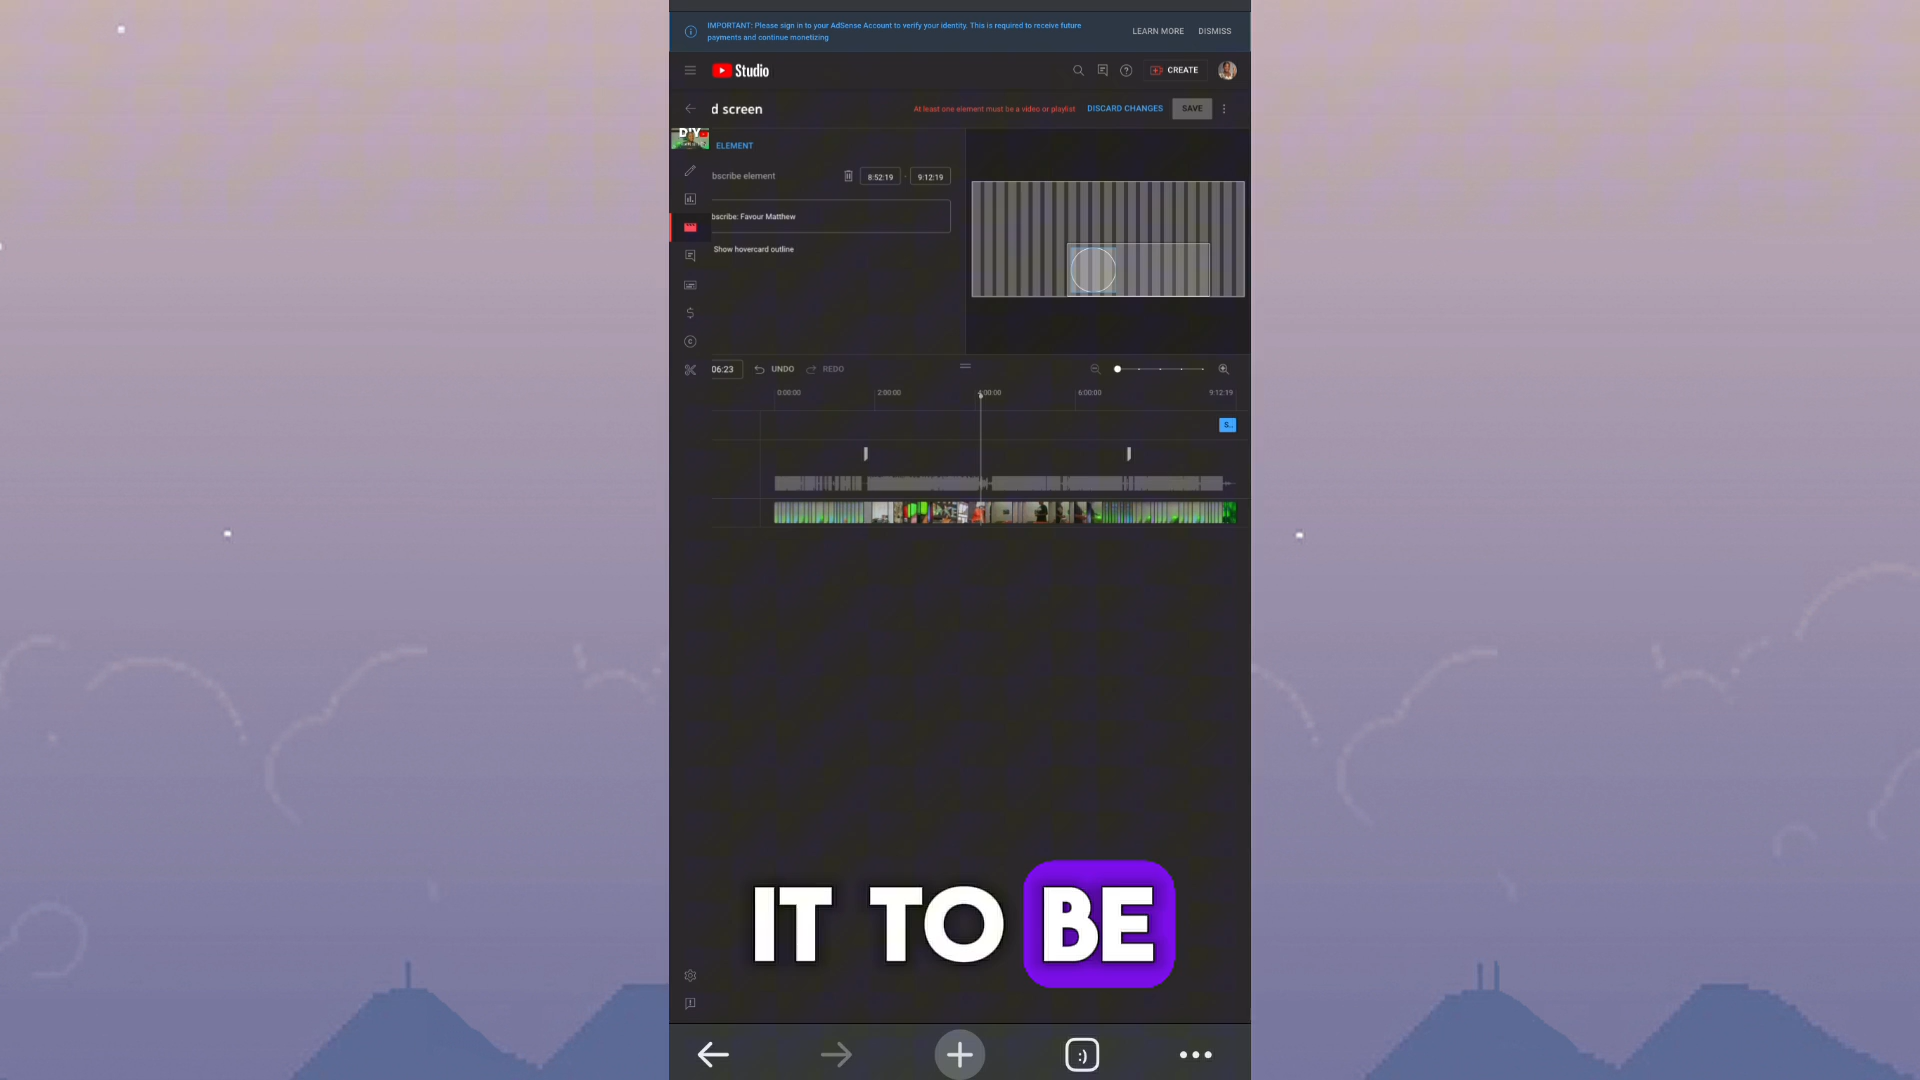 IMPORTANT: Please sign in to your AdSense Account to verify your identity. This is required to receive future
payments and continue monetizing
LEARN MORE DISMISS
Studio
CREATE
d screen
At least one element must be a video or playlist
DISCARD CHANGES
SAVE
D'Y
ELEMENT
bscribe element
8:52:19 - 9:12:19
bscribe: Favour Matthew
Show hovercard outline
06:23
UNDO REDO
0:00:00 2:00:00 4:00:00 6:00:00 9:12:19
S...
IT TO BE
:)